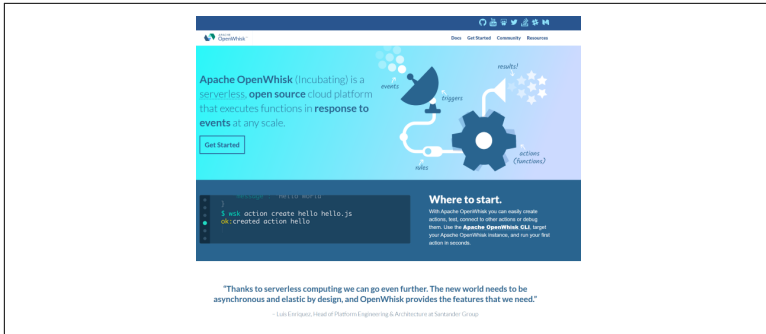 APACHE
OpenWhisk™
Docs Get Started Community Resources
Apache OpenWhisk (Incubating) is a
serverless, open source cloud platform
that executes functions in response to
events at any scale.
Get Started
events
triggers
results!
rules
actions
(functions)
message : 'Hello World'
}
$ wsk action create hello hello.js
ok:created action hello
Where to start.
With Apache OpenWhisk you can easily create
actions, test, connect to other actions or debug
them. Use the Apache OpenWhisk CLI, target
your Apache OpenWhisk instance, and run your first
action in seconds.
"Thanks to serverless computing we can go even further. The new world needs to be
asynchronous and elastic by design, and OpenWhisk provides the features that we need."
– Luis Enriquez, Head of Platform Engineering & Architecture at Santander Group